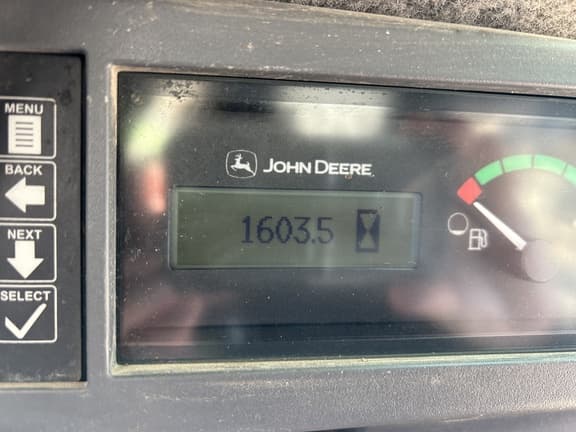 MENU
BACK
NEXT
SELECT
JOHN DEERE
1603.5